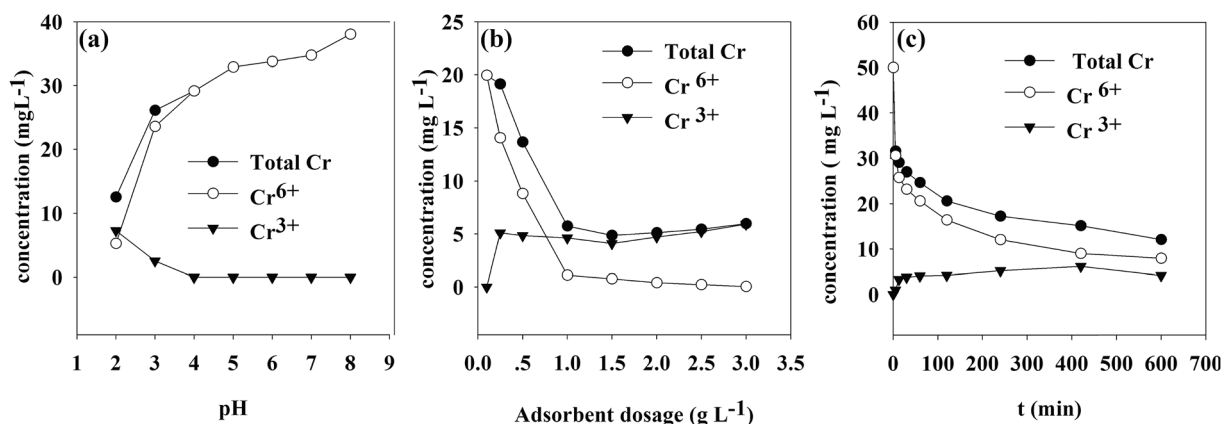 (a)
concentration (mgL⁻¹)
40
30
20
10
0
Total Cr
Cr⁶⁺
Cr³⁺
1 2 3 4 5 6 7 8 9
pH
(b)
concentration (mg L⁻¹)
25
20
15
10
5
0
Total Cr
Cr ⁶⁺
Cr ³⁺
0.0 .5 1.0 1.5 2.0 2.5 3.0 3.5
Adsorbent dosage (g L⁻¹)
(c)
concentration ( mg L⁻¹)
60
50
40
30
20
10
0
Total Cr
Cr ⁶⁺
Cr ³⁺
0 100 200 300 400 500 600 700
t (min)